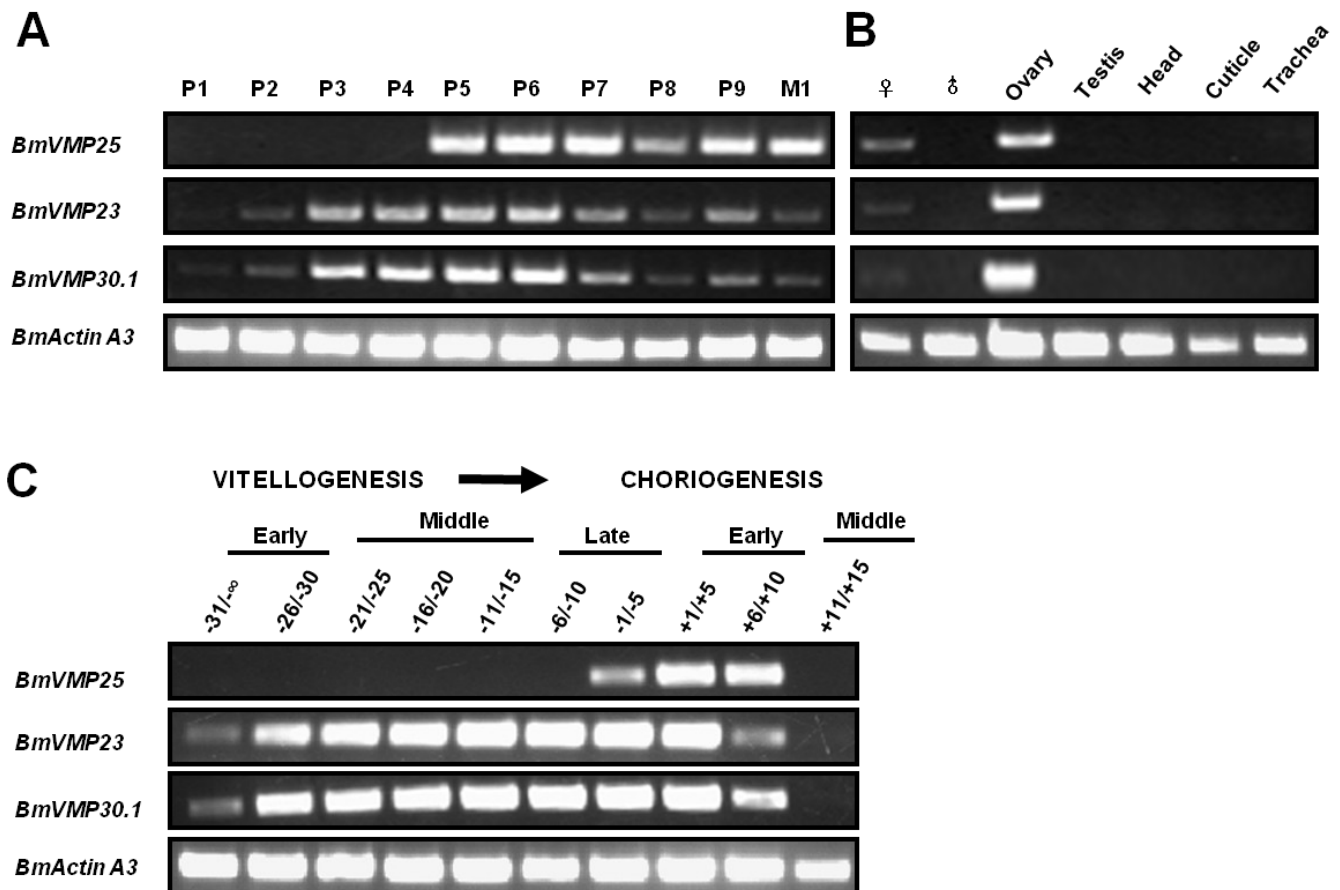 A
P1 P2 P3 P4 P5 P6 P7 P8 P9 M1
BmVMP25
BmVMP23
BmVMP30.1
BmActin A3
B
♀ ♂ Ovary Testis Head Cuticle Trachea
C
VITELLOGENESIS CHORIOGENESIS
Early Middle Late Early Middle
-31/-∞ -26/-30 -21/-25 -16/-20 -11/-15 -6/-10 -1/-5 +1/+5 +6/+10 +11/+15
BmVMP25
BmVMP23
BmVMP30.1
BmActin A3